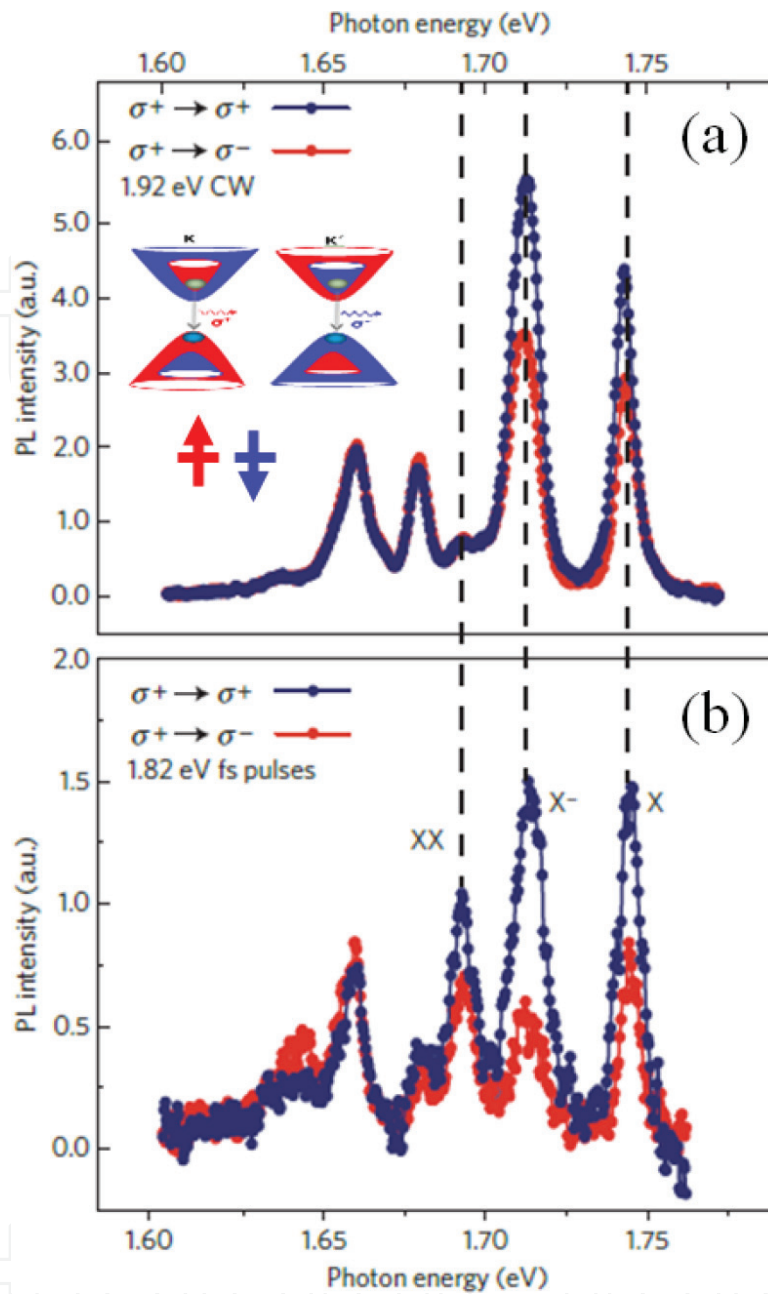 Photon energy (eV)
1.60 1.65 1.70 1.75
σ+ → σ+
σ+ → σ−
1.92 eV CW
(a)
K K′
σ+ σ−
PL intensity (a.u.)
6.0
5.0
4.0
3.0
2.0
1.0
0.0
2.0
σ+ → σ+
σ+ → σ−
1.82 eV fs pulses
(b)
XX X− X
PL intensity (a.u.)
1.5
1.0
0.5
0.0
1.60 1.65 1.70 1.75
Photon energy (eV)